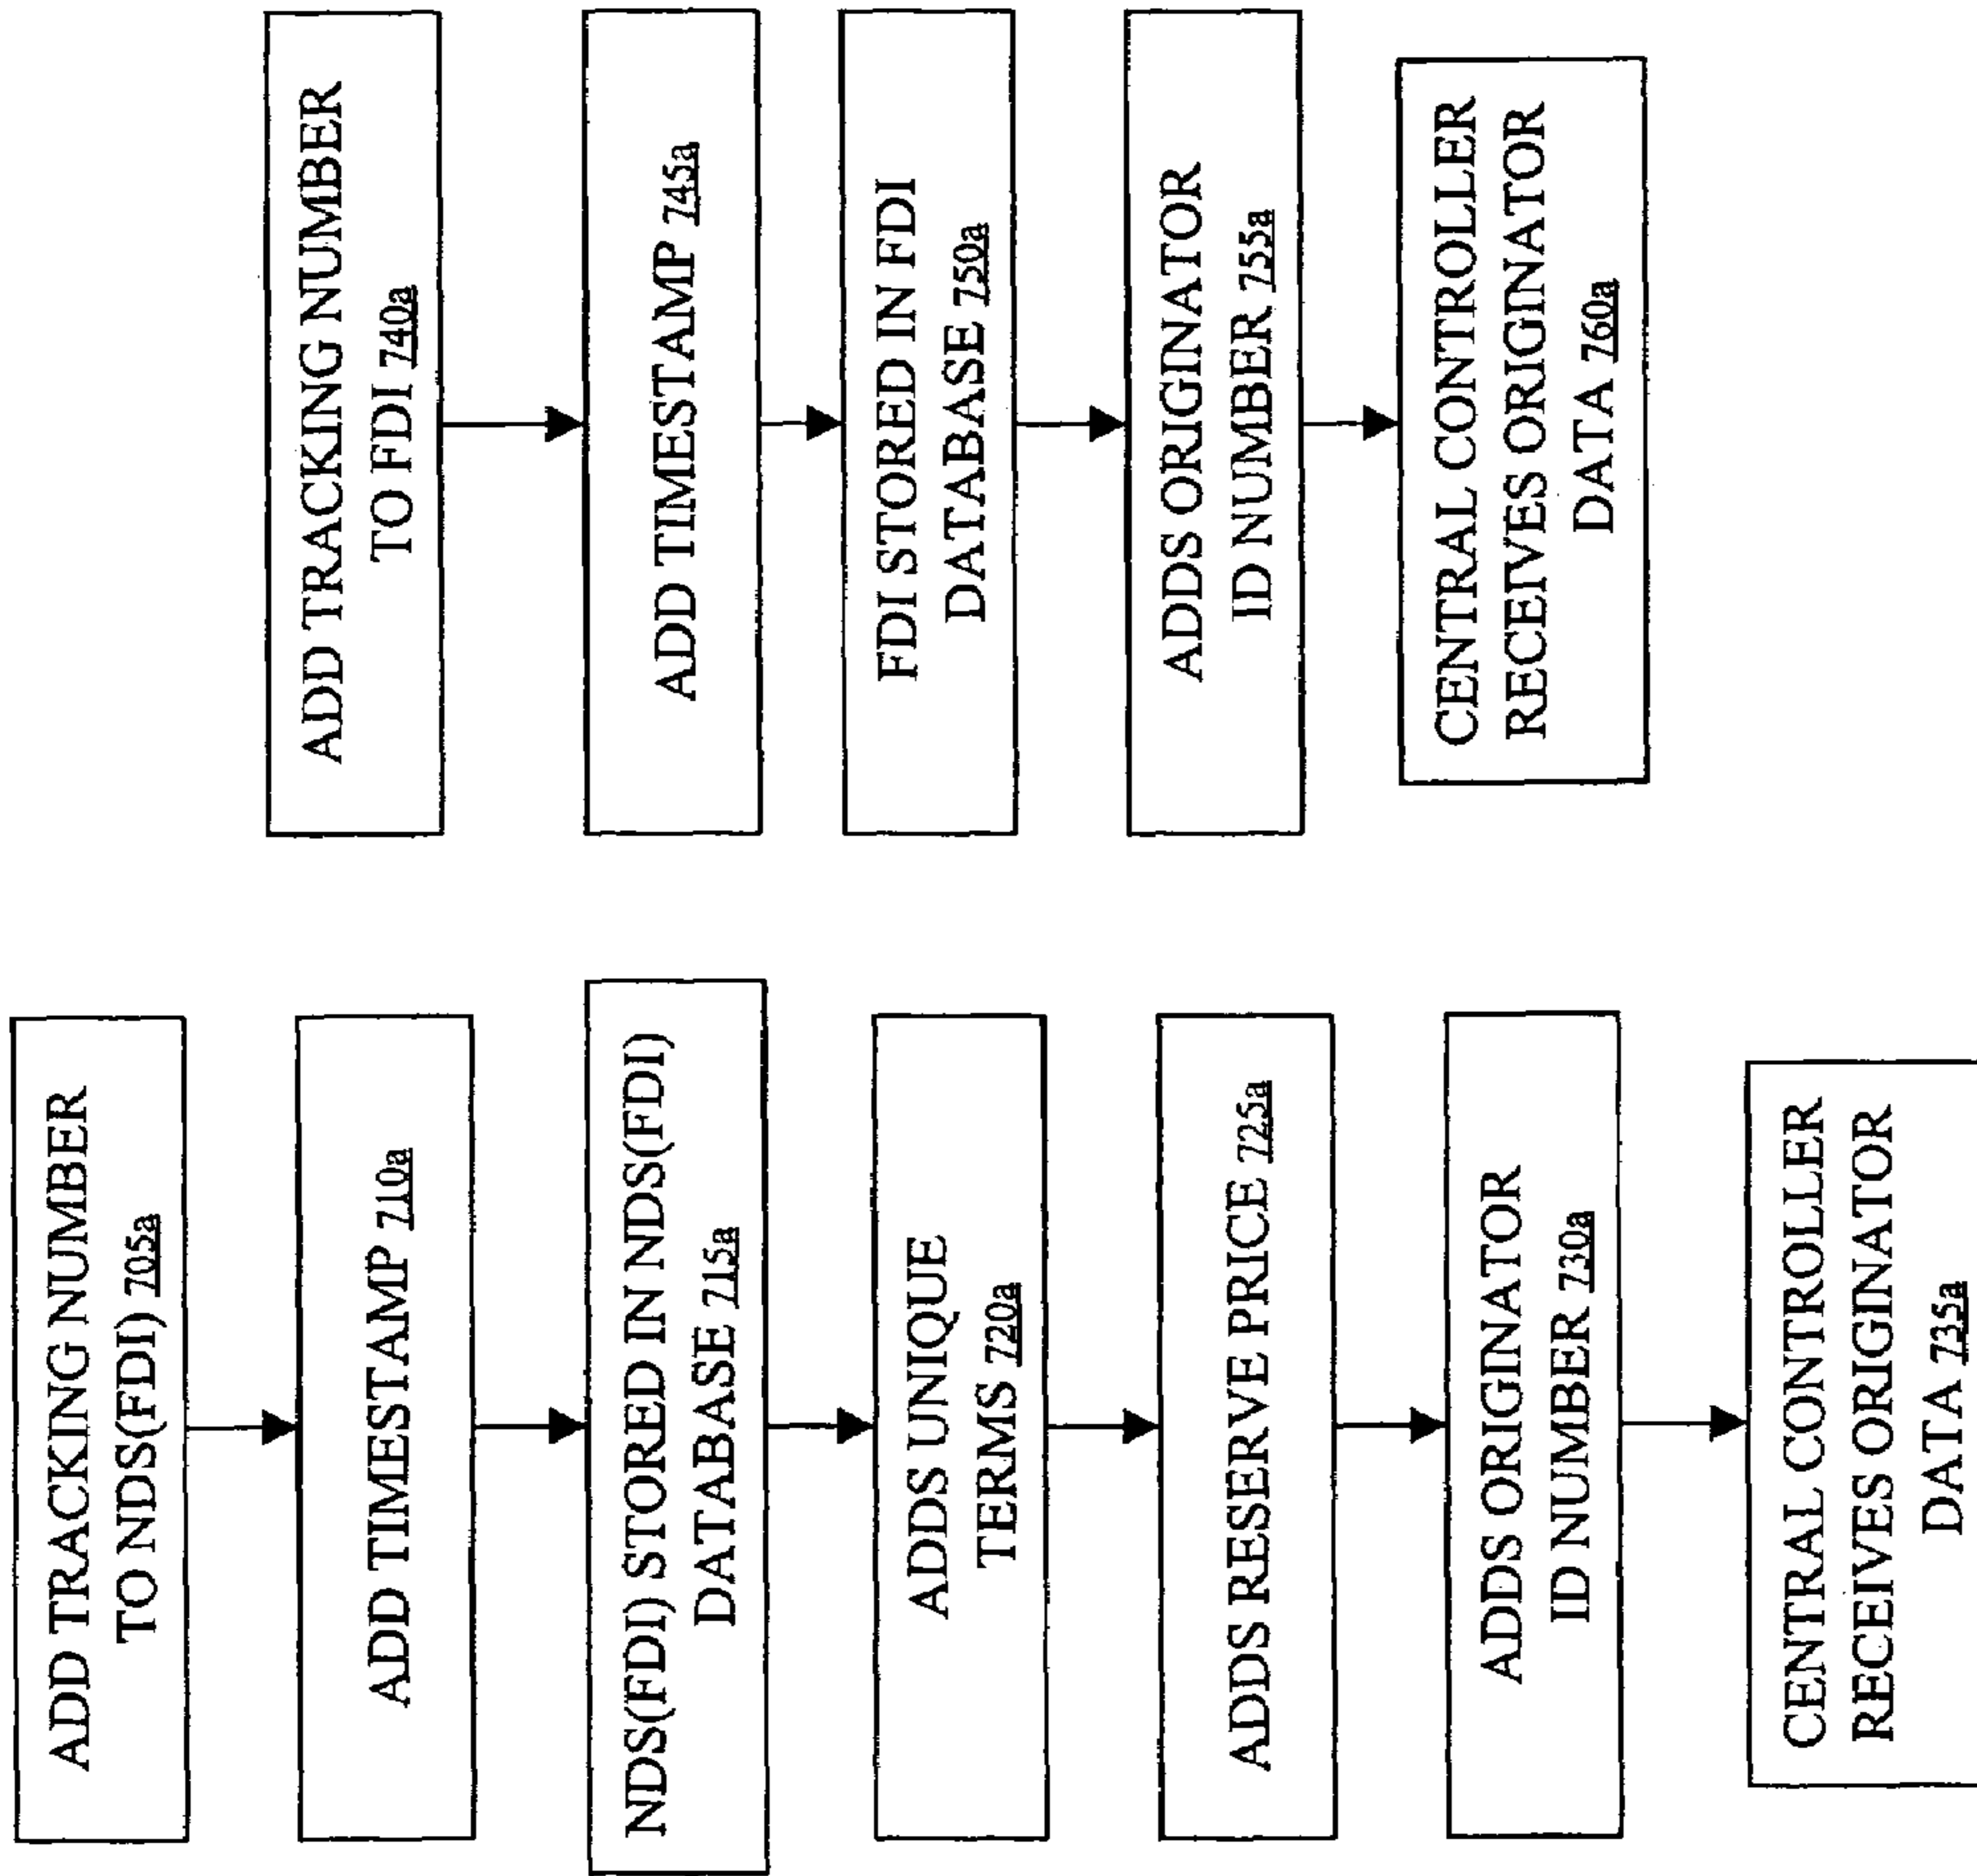 ADD TRACKING NUMBER
TO NDS(FDI) 705a
ADD TIMESTAMP 710a
NDS(FDI) STORED IN NDS(FDI)
DATABASE 715a
ADDS UNIQUE
TERMS 720a
ADDS RESERVE PRICE 725a
ADDS ORIGINATOR
ID NUMBER 730a
CENTRAL CONTROLLER
RECEIVES ORIGINATOR
DATA 735a
ADD TRACKING NUMBER
TO FDI 740a
ADD TIMESTAMP 745a
FDI STORED IN FDI
DATABASE 750a
ADDS ORIGINATOR
ID NUMBER 755a
CENTRAL CONTROLLER
RECEIVES ORIGINATOR
DATA 760a